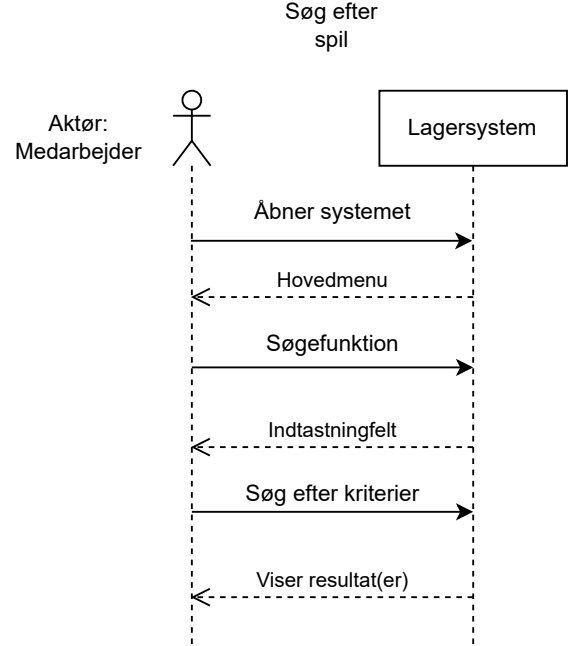 Søg efter
spil
Aktør:
Medarbejder
Lagersystem
Åbner systemet
Hovedmenu
Søgefunktion
Indtastningfelt
Søg efter kriterier
Viser resultat(er)